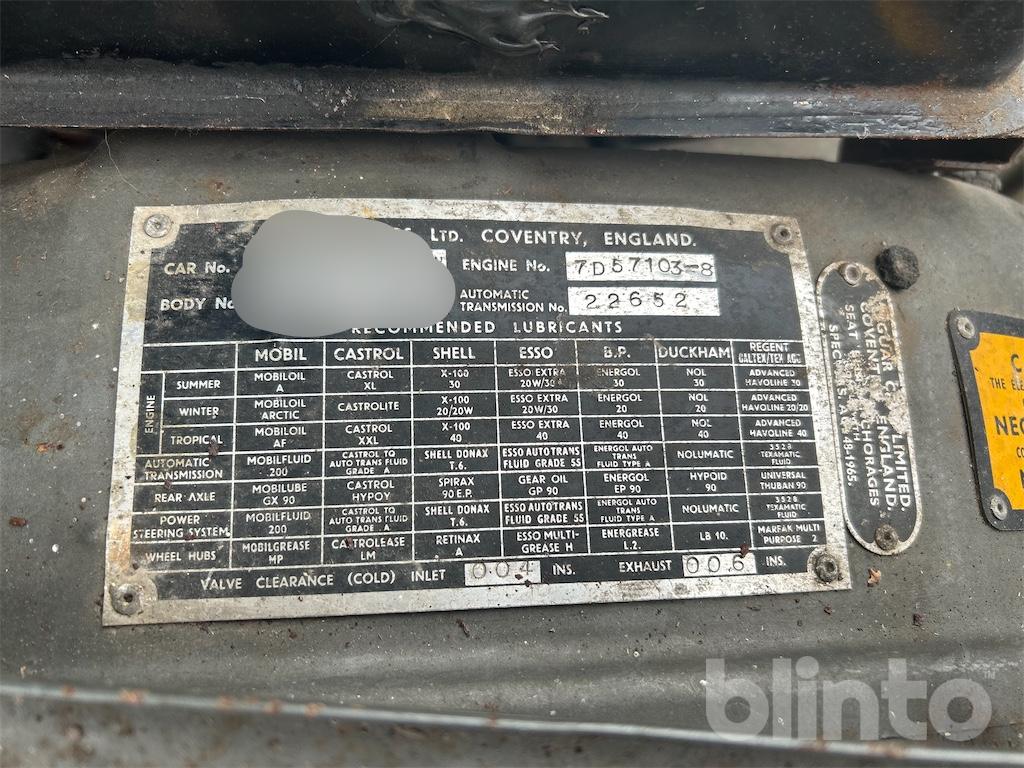 LTD. COVENTRY, ENGLAND.
CAR No. ENGINE No. 7D57103-8
BODY No AUTOMATIC TRANSMISSION No. 22652
RECOMMENDED LUBRICANTS
MOBIL CASTROL SHELL ESSO B.P. DUCKHAM REGENT CALTEX/TEX
ENGINE
SUMMER MOBILOIL A CASTROL XL X-100 30 ESSO EXTRA 20W/30 ENERGOL 30 NOL 30 ADVANCED HAVOLINE 30
WINTER MOBILOIL ARCTIC CASTROLITE X-100 20/20W ESSO EXTRA 20W/30 ENERGOL 20 NOL 20 ADVANCED HAVOLINE 20/20
TROPICAL MOBILOIL AF CASTROL XXL X-100 40 ESSO EXTRA 40 ENERGOL 40 NOL 40 ADVANCED HAVOLINE 40
AUTOMATIC TRANSMISSION MOBILFLUID 200 CASTROL TQ AUTO TRANS FLUID GRADE A SHELL DONAX T.6. ESSO AUTOTRANS FLUID GRADE 55 ENERGOL AUTO TRANS FLUID TYPE A NOLUMATIC 3528 TEXAMATIC FLUID
REAR AXLE MOBILUBE GX 90 CASTROL HYPOY SPIRAX 90 E.P. GEAR OIL GP 90 ENERGOL EP 90 HYPOID 90 UNIVERSAL THUBAN 90
POWER STEERING SYSTEM MOBILFLUID 200 CASTROL TQ AUTO TRANS FLUID GRADE A SHELL DONAX T.6. ESSO AUTOTRANS FLUID GRADE 55 ENERGOL AUTO TRANS FLUID TYPE A NOLUMATIC 3528 TEXAMATIC FLUID
WHEEL HUBS MOBILGREASE MP CASTROLEASE LM RETINAX A ESSO MULTI-GREASE H ENERGREASE L.2. LB 10. MARFAK MULTI PURPOSE 2
VALVE CLEARANCE (COLD) INLET 004 INS. EXHAUST 006 INS.
LIMITED.
COVENTRY ENGLAND.
SEAT ANCHORAGES
THE
NEG
blinto